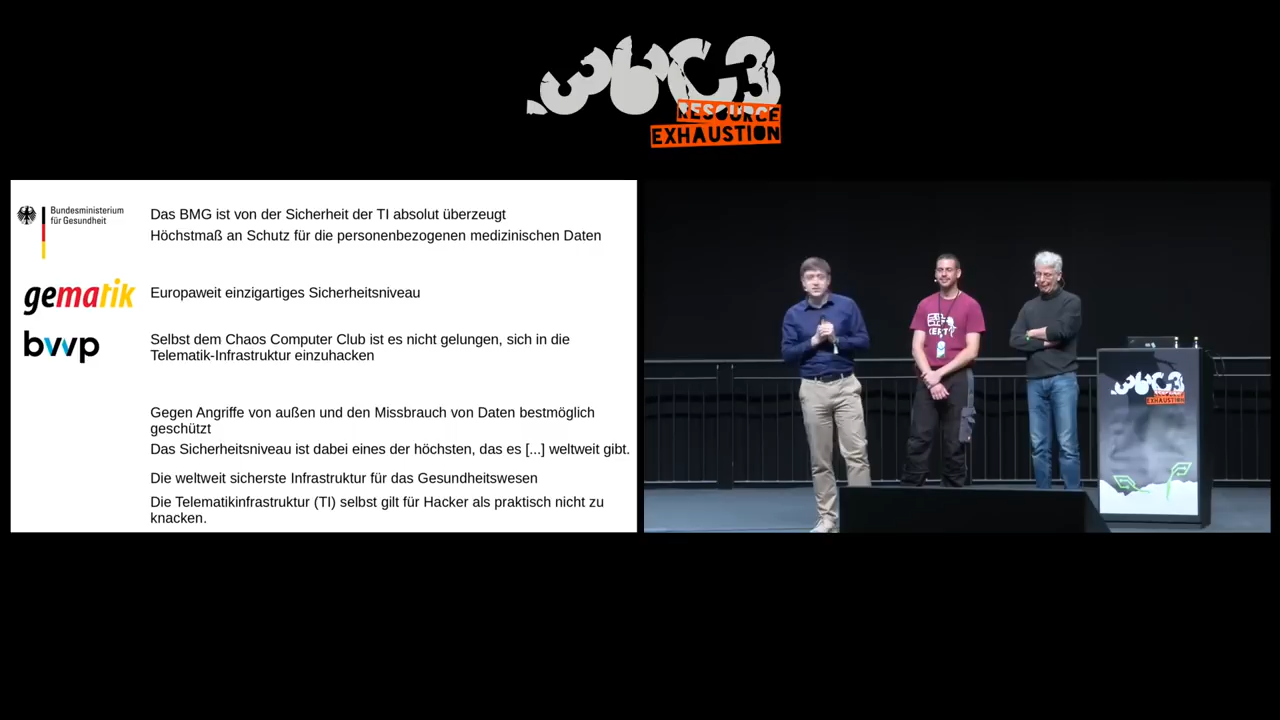 36C3
RESOURCE
EXHAUSTION
Bundesministerium
für Gesundheit
Das BMG ist von der Sicherheit der TI absolut überzeugt
Höchstmaß an Schutz für die personenbezogenen medizinischen Daten
gematik
Europaweit einzigartiges Sicherheitsniveau
bvvp
Selbst dem Chaos Computer Club ist es nicht gelungen, sich in die
Telematik-Infrastruktur einzuhacken
Gegen Angriffe von außen und den Missbrauch von Daten bestmöglich
geschützt
Das Sicherheitsniveau ist dabei eines der höchsten, das es [...] weltweit gibt.
Die weltweit sicherste Infrastruktur für das Gesundheitswesen
Die Telematikinfrastruktur (TI) selbst gilt für Hacker als praktisch nicht zu
knacken.
36C3
EXHAUSTION